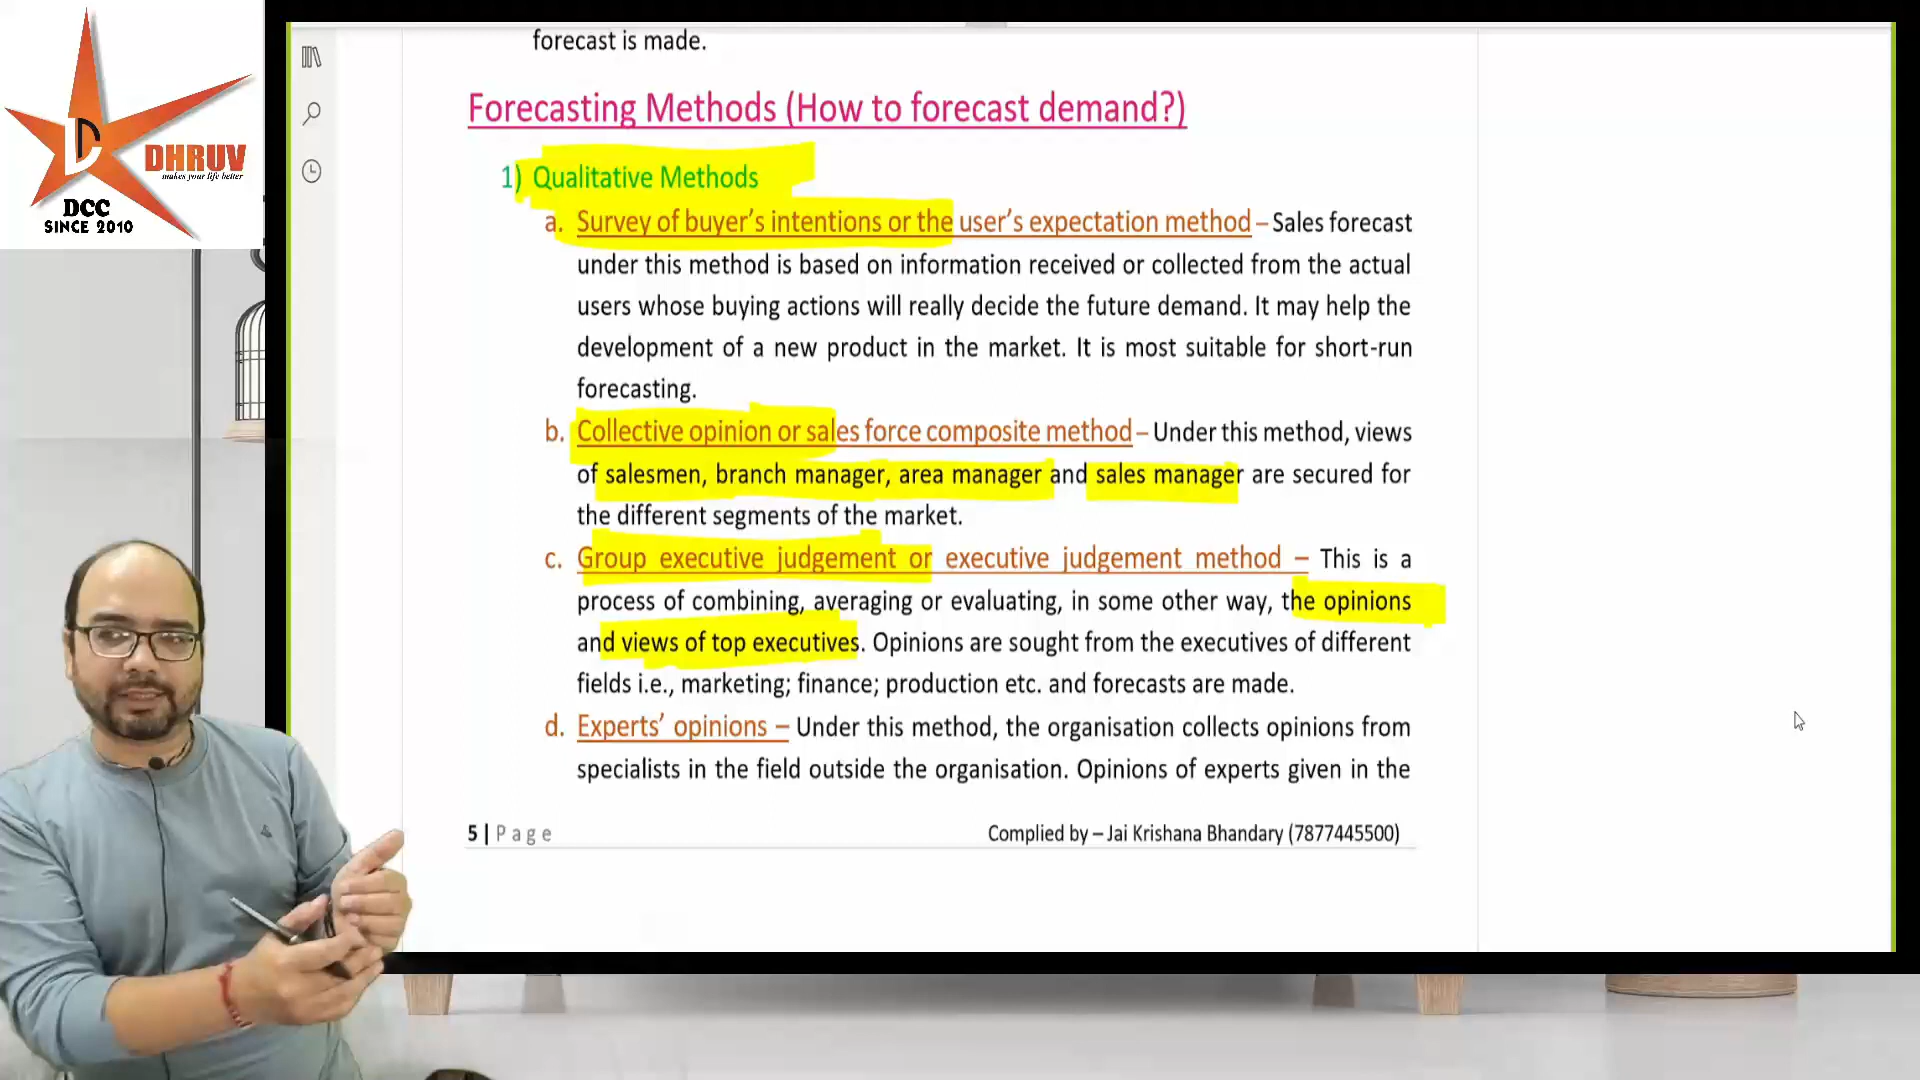 DHRUV
makes your life better
DCC
SINCE 2010
forecast is made.
Forecasting Methods (How to forecast demand?)
1) Qualitative Methods
a. Survey of buyer's intentions or the user's expectation method – Sales forecast
under this method is based on information received or collected from the actual
users whose buying actions will really decide the future demand. It may help the
development of a new product in the market. It is most suitable for short-run
forecasting.
b. Collective opinion or sales force composite method – Under this method, views
of salesmen, branch manager, area manager and sales manager are secured for
the different segments of the market.
c. Group executive judgement or executive judgement method – This is a
process of combining, averaging or evaluating, in some other way, the opinions
and views of top executives. Opinions are sought from the executives of different
fields i.e., marketing; finance; production etc. and forecasts are made.
d. Experts' opinions – Under this method, the organisation collects opinions from
specialists in the field outside the organisation. Opinions of experts given in the
5 | Page
Complied by – Jai Krishana Bhandary (7877445500)